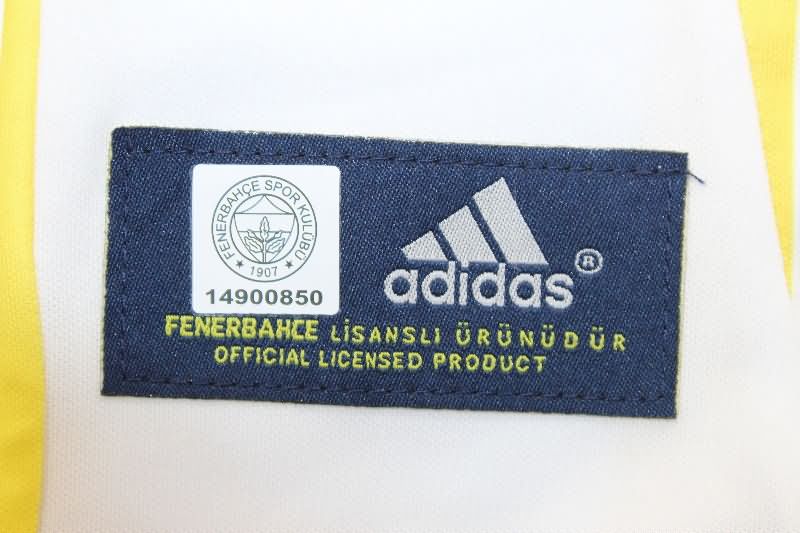 FENERBAHÇE SPOR KULÜBÜ
★ 1907 ★
14900850
adidas®
FENERBAHCE LİSANSLI ÜRÜNÜDÜR
OFFICIAL LICENSED PRODUCT